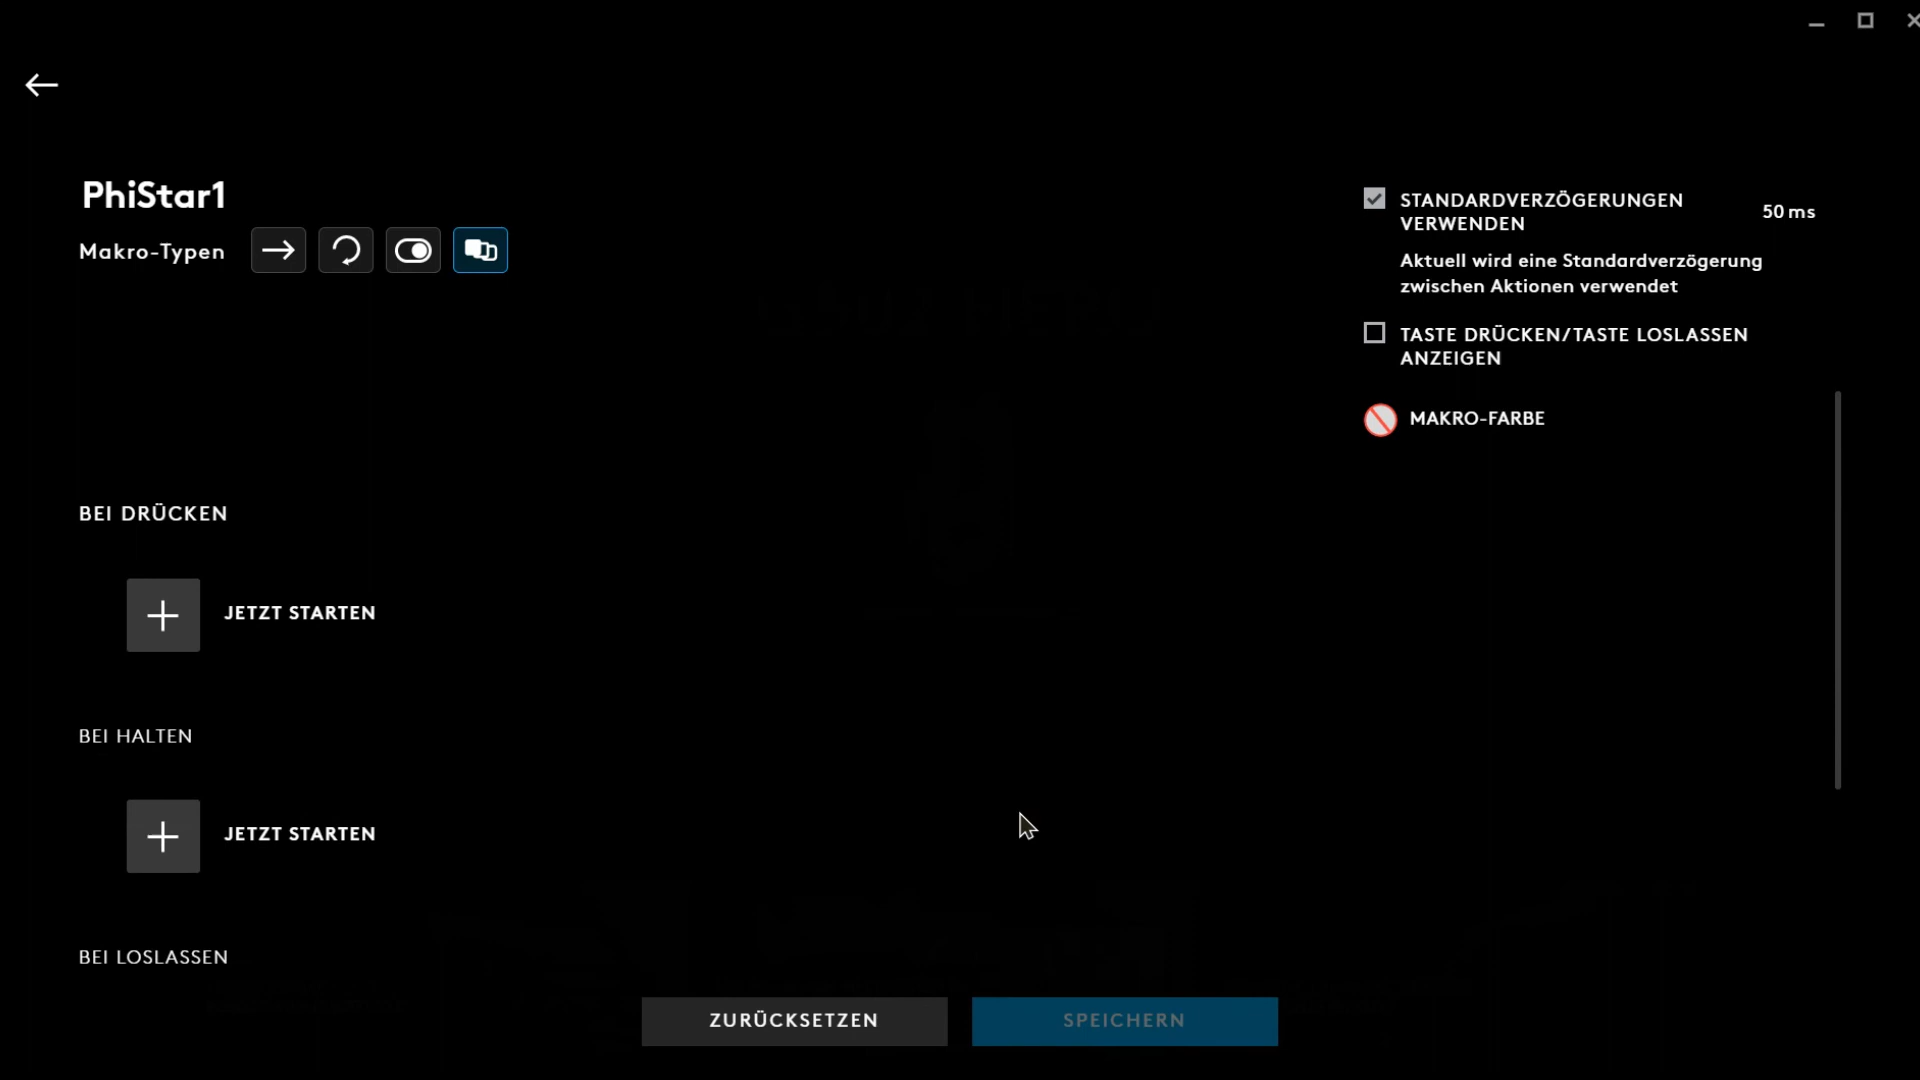 PhiStar1
Makro-Typen
STANDARDVERZÖGERUNGEN
VERWENDEN
50 ms
Aktuell wird eine Standardverzögerung
zwischen Aktionen verwendet
TASTE DRÜCKEN/TASTE LOSLASSEN
ANZEIGEN
MAKRO-FARBE
BEI DRÜCKEN
JETZT STARTEN
BEI HALTEN
JETZT STARTEN
BEI LOSLASSEN
ZURÜCKSETZEN
SPEICHERN